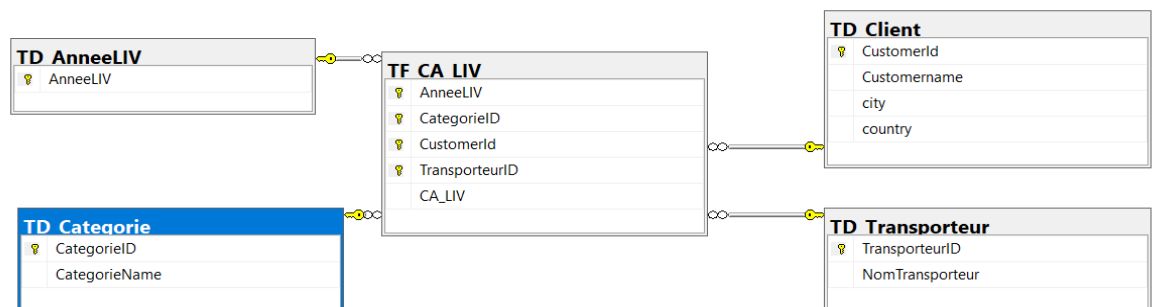 TD_AnneeLIV
AnneeLIV
TF_CA_LIV
AnneeLIV
CategorieID
CustomerId
TransporteurID
CA_LIV
TD_Client
CustomerId
Customername
city
country
TD_Categorie
CategorieID
CategorieName
TD_Transporteur
TransporteurID
NomTransporteur